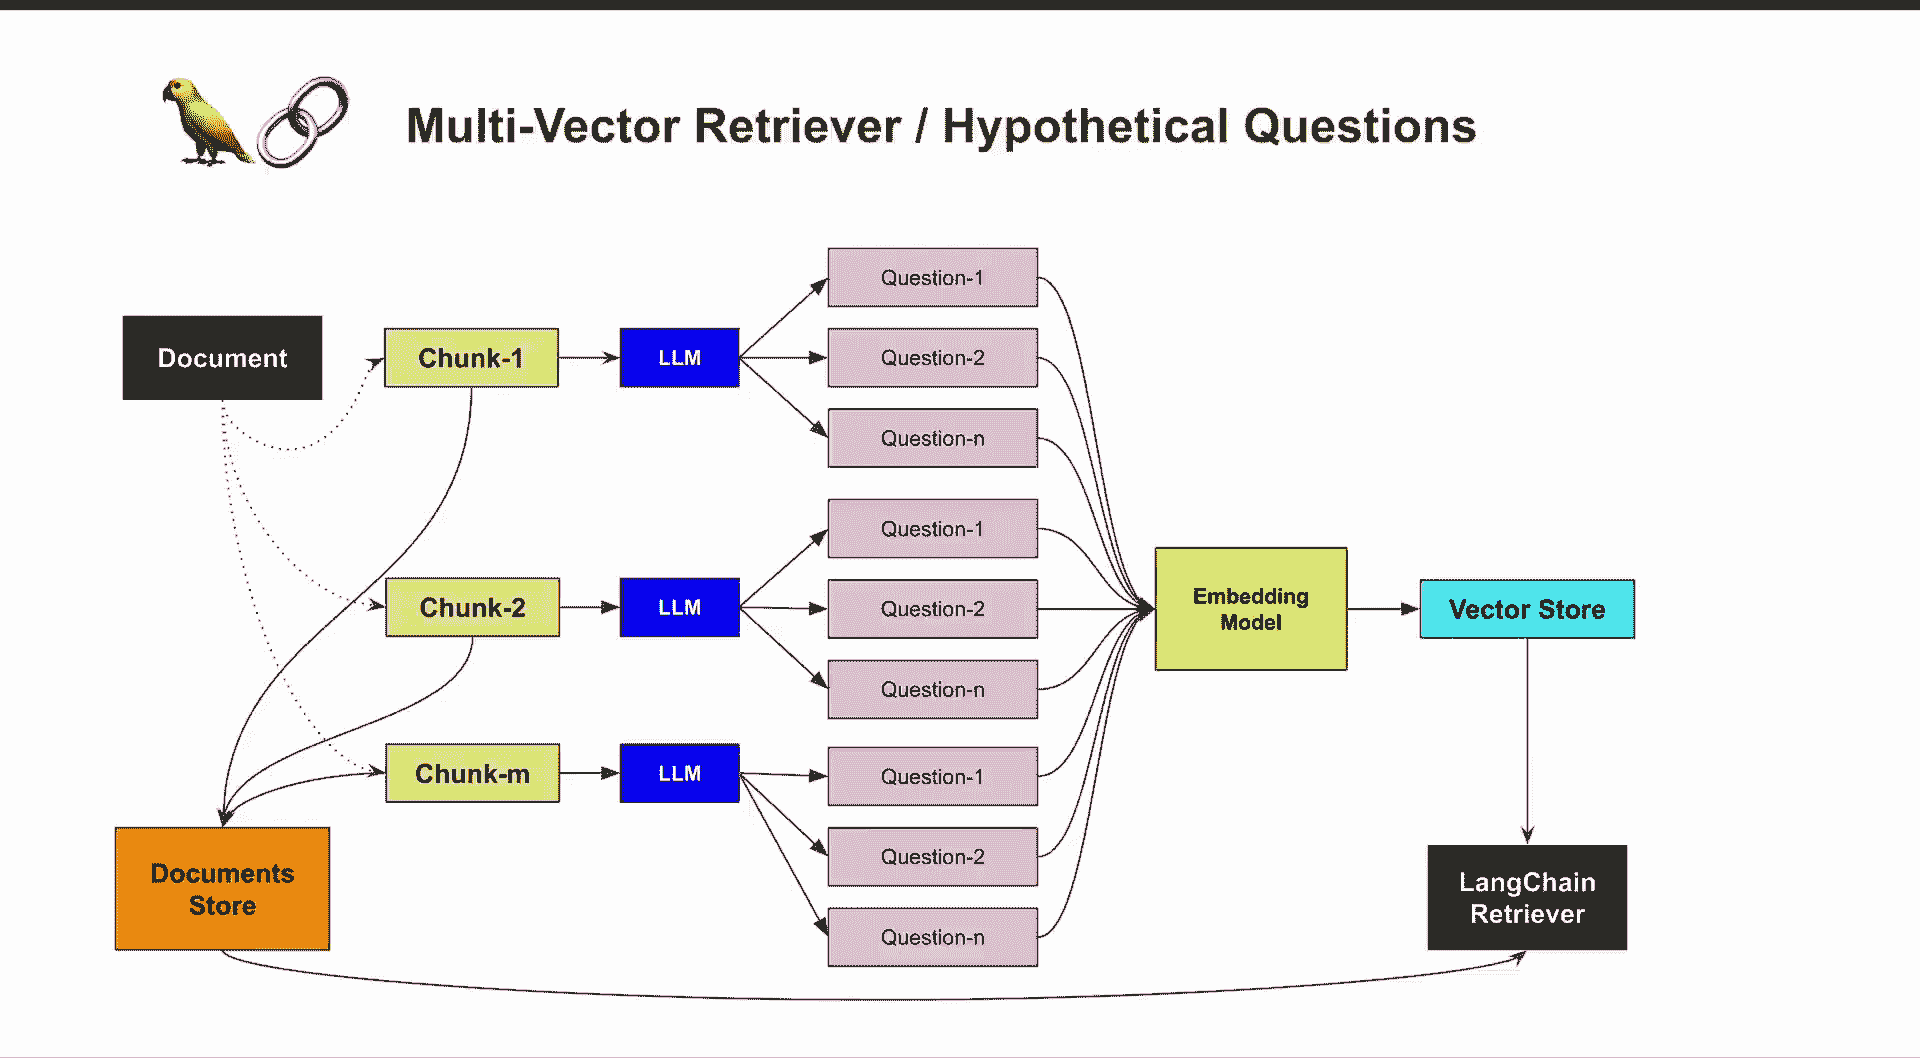 Multi-Vector Retriever / Hypothetical Questions
Document
Chunk-1
LLM
Question-1
Question-2
Question-n
Chunk-2
LLM
Question-1
Question-2
Question-n
Chunk-m
LLM
Question-1
Question-2
Question-n
Embedding
Model
Vector Store
Documents
Store
LangChain
Retriever